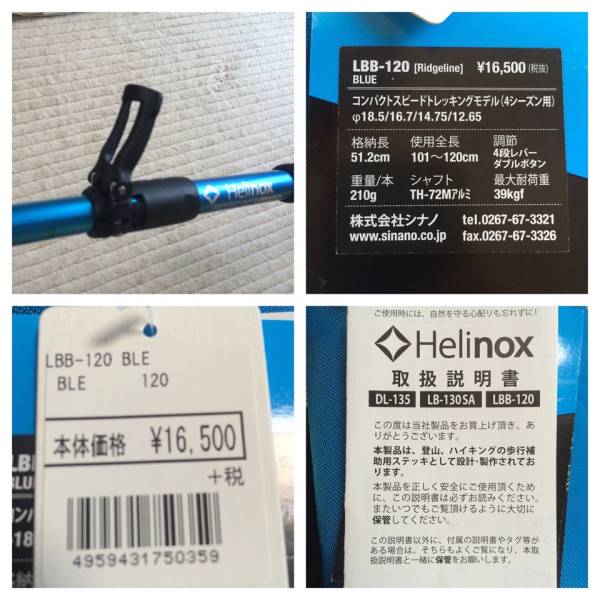 Helinox
LBB-120 [Ridgeline] ¥16,500 (税抜)
BLUE
コンパクトスピードトレッキングモデル(4シーズン用)
φ18.5/16.7/14.75/12.65
格納長 使用全長 調節
51.2cm 101～120cm 4段レバー
ダブルボタン
重量/本 シャフト 最大耐荷重
210g TH-72Mアルミ 39kgf
株式会社シナノ tel.0267-67-3321
www.sinano.co.jp fax.0267-67-3326
LBB-120 BLE
BLE 120
本体価格 ¥16,500
+税
4959431750359
ご使用時には、自然を守る心配りも忘れずに!
Helinox
取扱説明書
DL-135 LB-130SA LBB-120
この度は当社製品をお買上げ頂き、あ
りがとうございます。
本製品は、登山、ハイキングの歩行補
助用ステッキとして設計・製作されてお
ります。
本製品を正しく安全にご使用頂くため
に、この説明書は必ずお読みください。
またいつでもご覧頂けるように大切に
保管してください。
この説明書以外に、付属の説明書やタグ等が
ある場合は、そちらもよくご覧になり、本取
扱説明書と一緒に保管をお願いします。